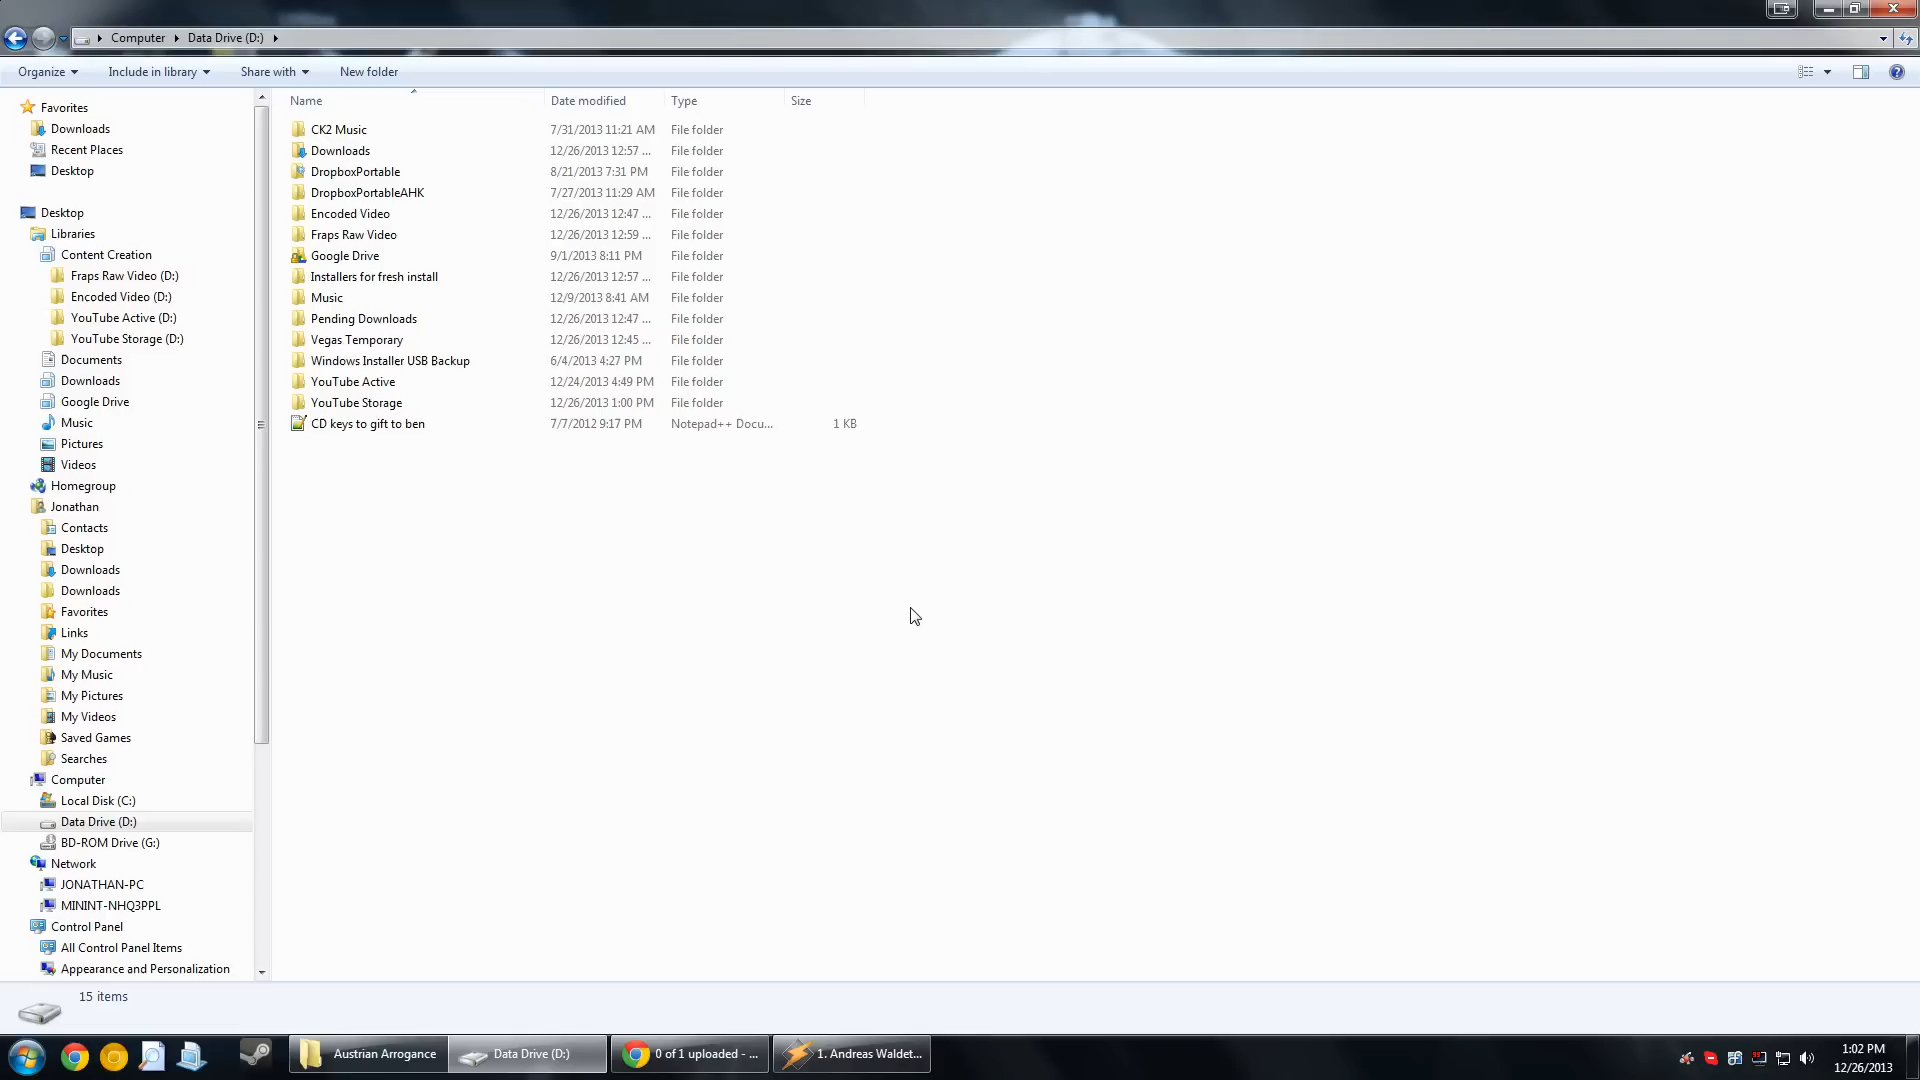 Computer Data Drive (D:)
Organize Include in library Share with New folder
Name Date modified Type Size
Favorites
Downloads
Recent Places
Desktop
Desktop
Libraries
Content Creation
Fraps Raw Video (D:)
Encoded Video (D:)
YouTube Active (D:)
YouTube Storage (D:)
Documents
Downloads
Google Drive
Music
Pictures
Videos
Homegroup
Jonathan
Contacts
Desktop
Downloads
Downloads
Favorites
Links
My Documents
My Music
My Pictures
My Videos
Saved Games
Searches
Computer
Local Disk (C:)
Data Drive (D:)
BD-ROM Drive (G:)
Network
JONATHAN-PC
MININT-NHQ3PPL
Control Panel
All Control Panel Items
Appearance and Personalization
CK2 Music 7/31/2013 11:21 AM File folder
Downloads 12/26/2013 12:57 ... File folder
DropboxPortable 8/21/2013 7:31 PM File folder
DropboxPortableAHK 7/27/2013 11:29 AM File folder
Encoded Video 12/26/2013 12:47 ... File folder
Fraps Raw Video 12/26/2013 12:59 ... File folder
Google Drive 9/1/2013 8:11 PM File folder
Installers for fresh install 12/26/2013 12:57 ... File folder
Music 12/9/2013 8:41 AM File folder
Pending Downloads 12/26/2013 12:47 ... File folder
Vegas Temporary 12/26/2013 12:45 ... File folder
Windows Installer USB Backup 6/4/2013 4:27 PM File folder
YouTube Active 12/24/2013 4:49 PM File folder
YouTube Storage 12/26/2013 1:00 PM File folder
CD keys to gift to ben 7/7/2012 9:17 PM Notepad++ Docu... 1 KB
15 items
Austrian Arrogance Data Drive (D:) 0 of 1 uploaded - ... 1. Andreas Waldet...
1:02 PM
12/26/2013